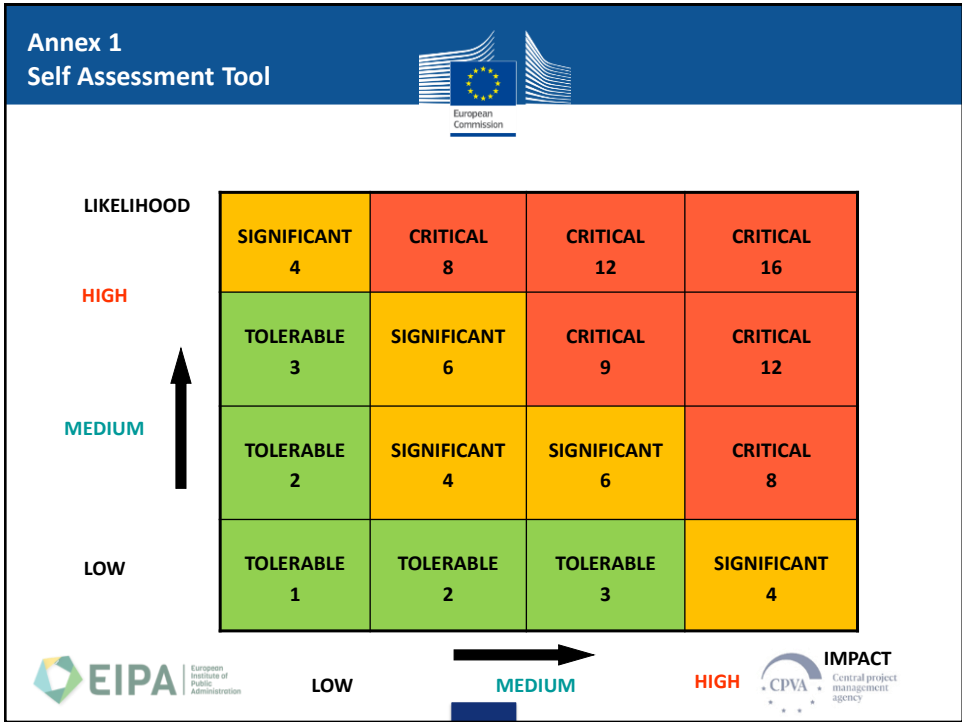 Annex 1
Self Assessment Tool
European
Commission
LIKELIHOOD
SIGNIFICANT CRITICAL CRITICAL CRITICAL
4 8 12 16
HIGH
TOLERABLE SIGNIFICANT CRITICAL CRITICAL
3 6 9 12
MEDIUM
TOLERABLE SIGNIFICANT SIGNIFICANT CRITICAL
2 4 6 8
LOW
TOLERABLE TOLERABLE TOLERABLE SIGNIFICANT
1 2 3 4
EIPA
European
Institute of
Public
Administration
LOW MEDIUM HIGH
IMPACT
CPVA
Central project
management
agency